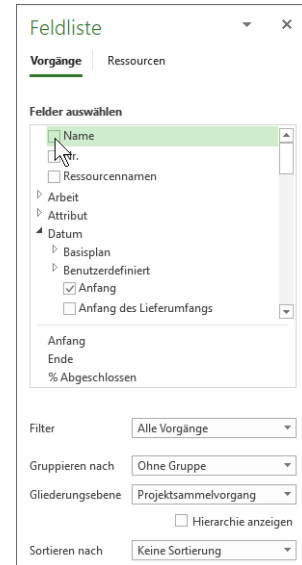 Feldliste
Vorgänge Ressourcen
Felder auswählen
Name
Nr.
Ressourcennamen
Arbeit
Attribut
Datum
Basisplan
Benutzerdefiniert
Anfang
Anfang des Lieferumfangs
Anfang
Ende
% Abgeschlossen
Filter Alle Vorgänge
Gruppieren nach Ohne Gruppe
Gliederungsebene Projektsammelvorgang
Hierarchie anzeigen
Sortieren nach Keine Sortierung